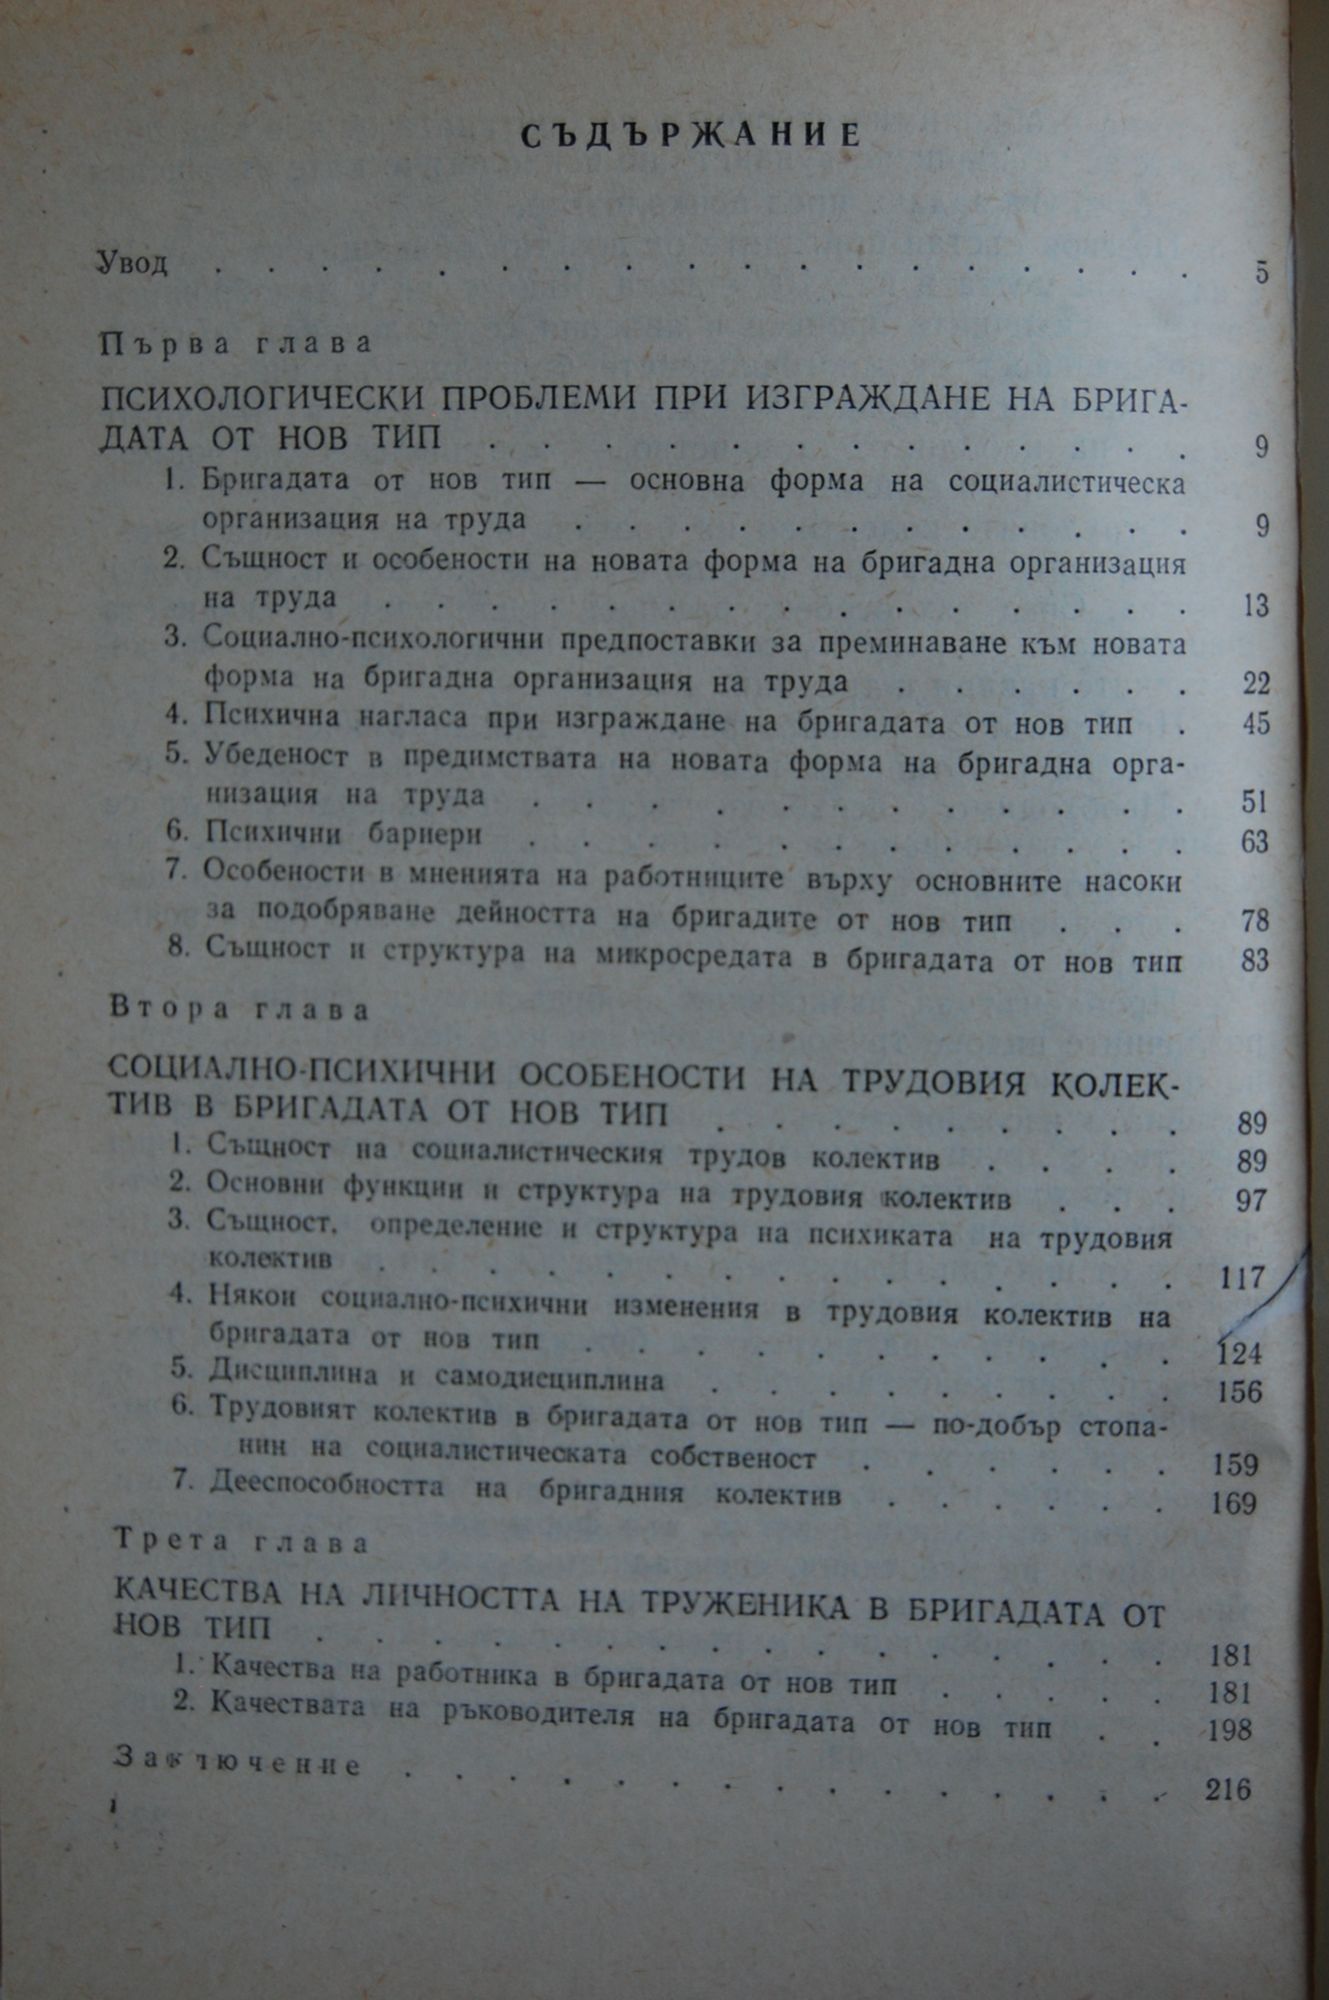 СЪДЪРЖАНИЕ
Увод . . . . . . . . . . . . . . . . . 5
Първа глава
ПСИХОЛОГИЧЕСКИ ПРОБЛЕМИ ПРИ ИЗГРАЖДАНЕ НА БРИГА-
ДАТА ОТ НОВ ТИП . . . . . . . . . . . . . 9
1. Бригадата от нов тип — основна форма на социалистическа
организация на труда . . . . . . . . . . . . 9
2. Същност и особености на новата форма на бригадна организация
на труда . . . . . . . . . . . . . . . 13
3. Социално-психологични предпоставки за преминаване към новата
форма на бригадна организация на труда . . . . . . 22
4. Психична нагласа при изграждане на бригадата от нов тип . 45
5. Убеденост в предимствата на новата форма на бригадна орга-
низация на труда . . . . . . . . . . . . 51
6. Психични бариери . . . . . . . . . . . . 63
7. Особености в мненията на работниците върху основните насоки
за подобряване дейността на бригадите от нов тип . . . 78
8. Същност и структура на микросредата в бригадата от нов тип 83
Втора глава
СОЦИАЛНО-ПСИХИЧНИ ОСОБЕНОСТИ НА ТРУДОВИЯ КОЛЕК-
ТИВ В БРИГАДАТА ОТ НОВ ТИП . . . . . . . . . 89
1. Същност на социалистическия трудов колектив . . . . 89
2. Основни функции и структура на трудовия колектив . . . 97
3. Същност. определение и структура на психиката на трудовия
колектив . . . . . . . . . . . . . . . 117
4. Някои социално-психични изменения в трудовия колектив на
бригадата от нов тип . . . . . . . . . . . 124
5. Дисциплина и самодисциплина . . . . . . . . . 156
6. Трудовият колектив в бригадата от нов тип — по-добър стопа-
нин на социалистическата собственост . . . . . . 159
7. Дееспособността на бригадния колектив . . . . . . 169
Трета глава
КАЧЕСТВА НА ЛИЧНОСТТА НА ТРУЖЕНИКА В БРИГАДАТА ОТ
НОВ ТИП . . . . . . . . . . . . . . . 181
1. Качества на работника в бригадата от нов тип . . . . . 181
2. Качествата на ръководителя на бригадата от нов тип . . 198
Заключение . . . . . . . . . . . . . . 216